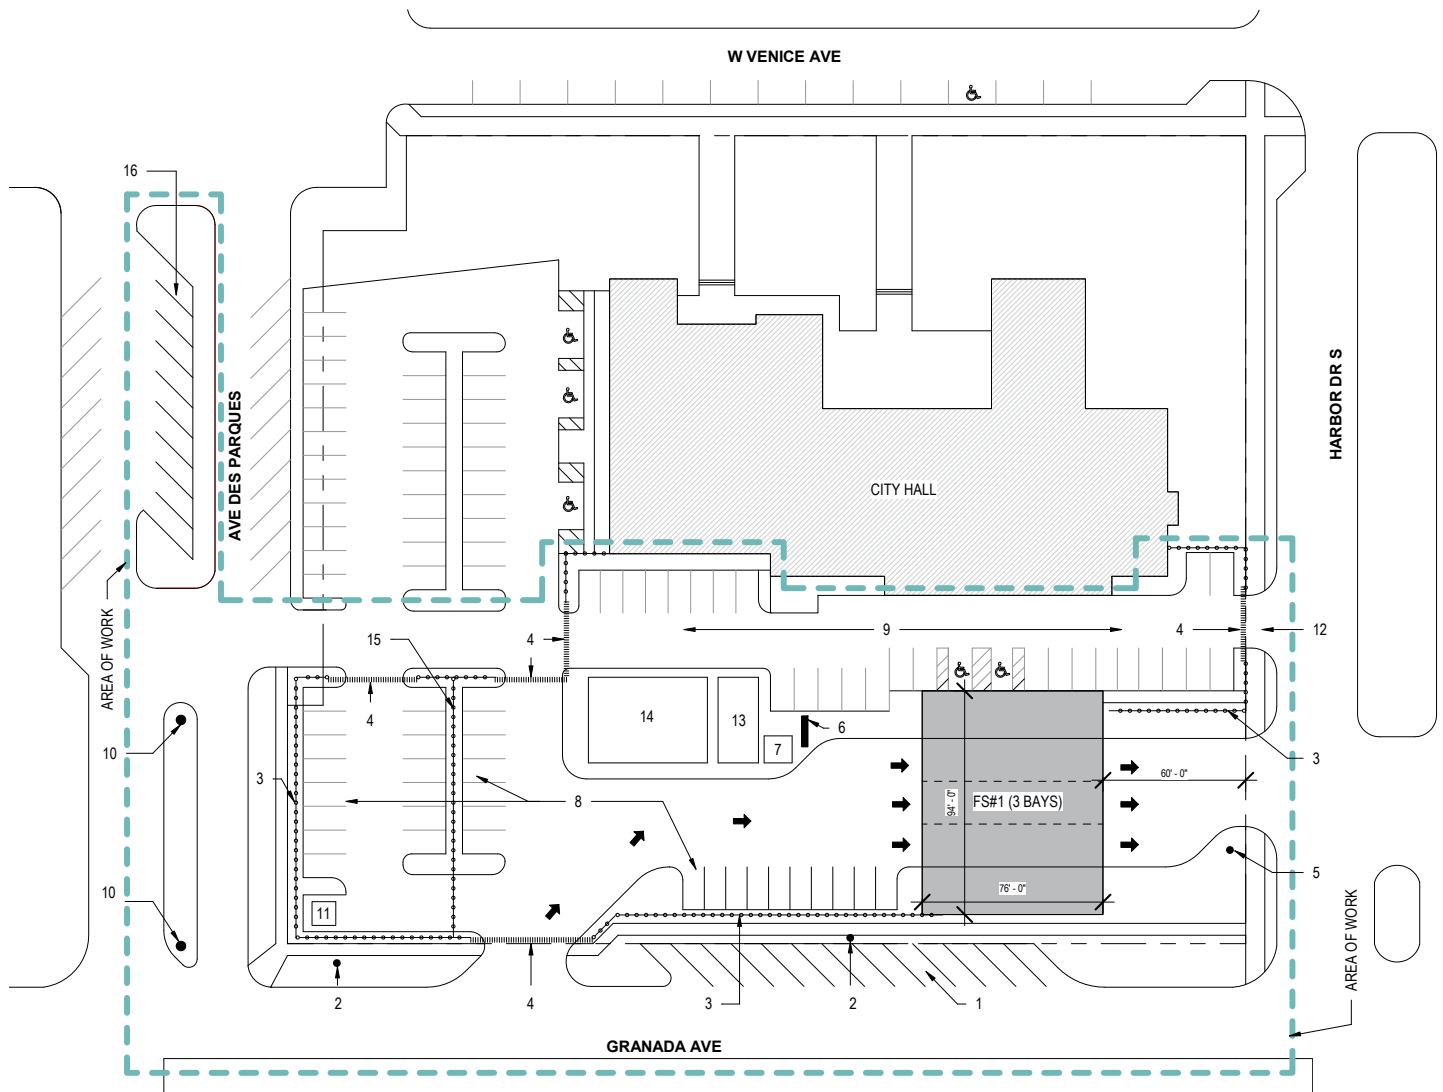 W VENICE AVE
16
AVE DES PARQUES
HARBOR DR S
CITY HALL
AREA OF WORK
15
4
9
4
12
4
14
13
7
6
3
10
3
8
94' - 0"
FS#1 (3 BAYS)
60' - 0"
5
10
11
76' - 0"
2
4
3
2
1
AREA OF WORK
GRANADA AVE